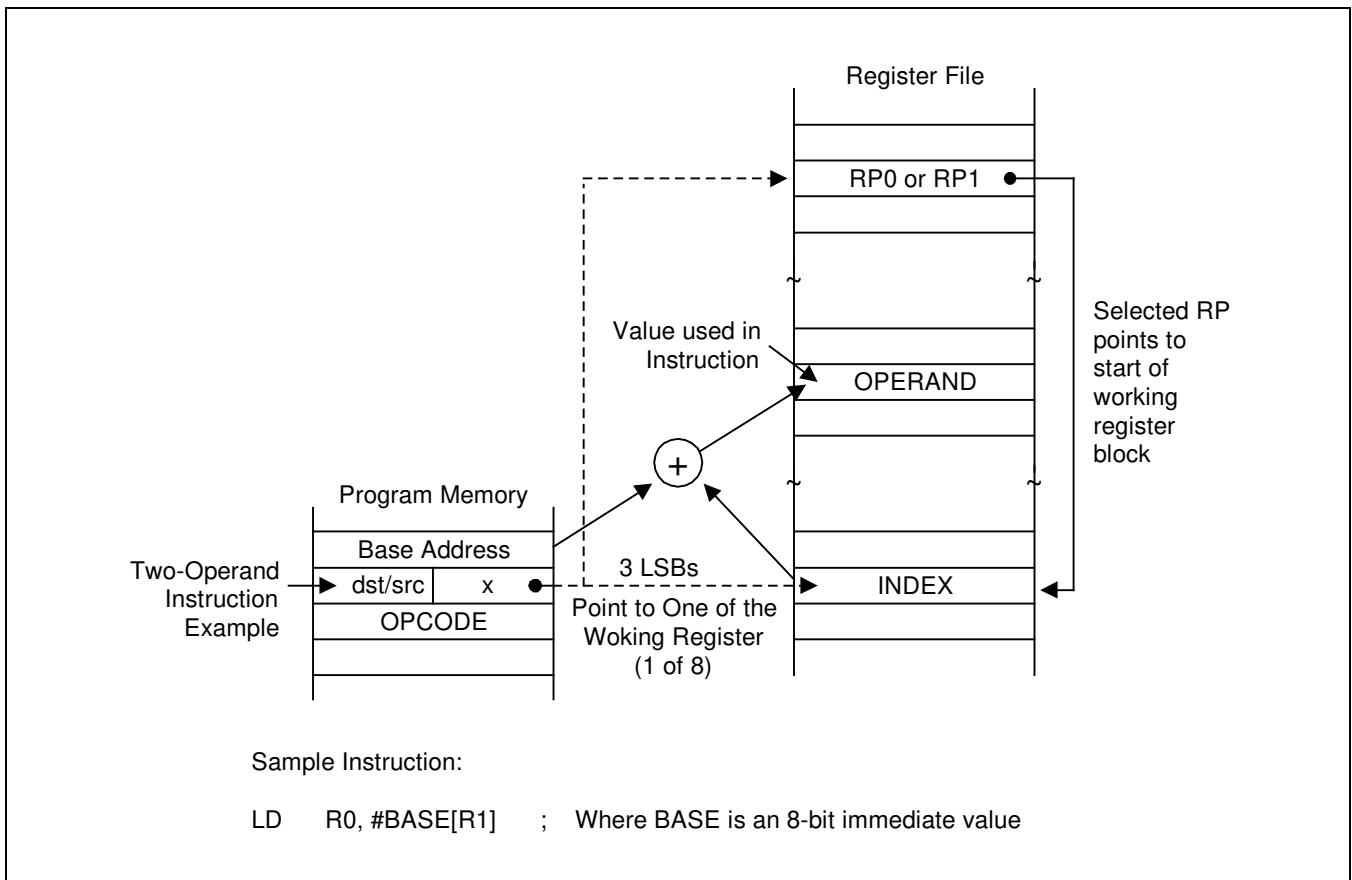 Register File
RP0 or RP1
~ ~
Selected RP
points to
start of
working
register
block
Value used in
Instruction
OPERAND
+
~ ~
Program Memory
Base Address
Two-Operand
Instruction
Example
dst/src x
3 LSBs
INDEX
OPCODE
Point to One of the
Woking Register
(1 of 8)
Sample Instruction:
LD R0, #BASE[R1] ; Where BASE is an 8-bit immediate value